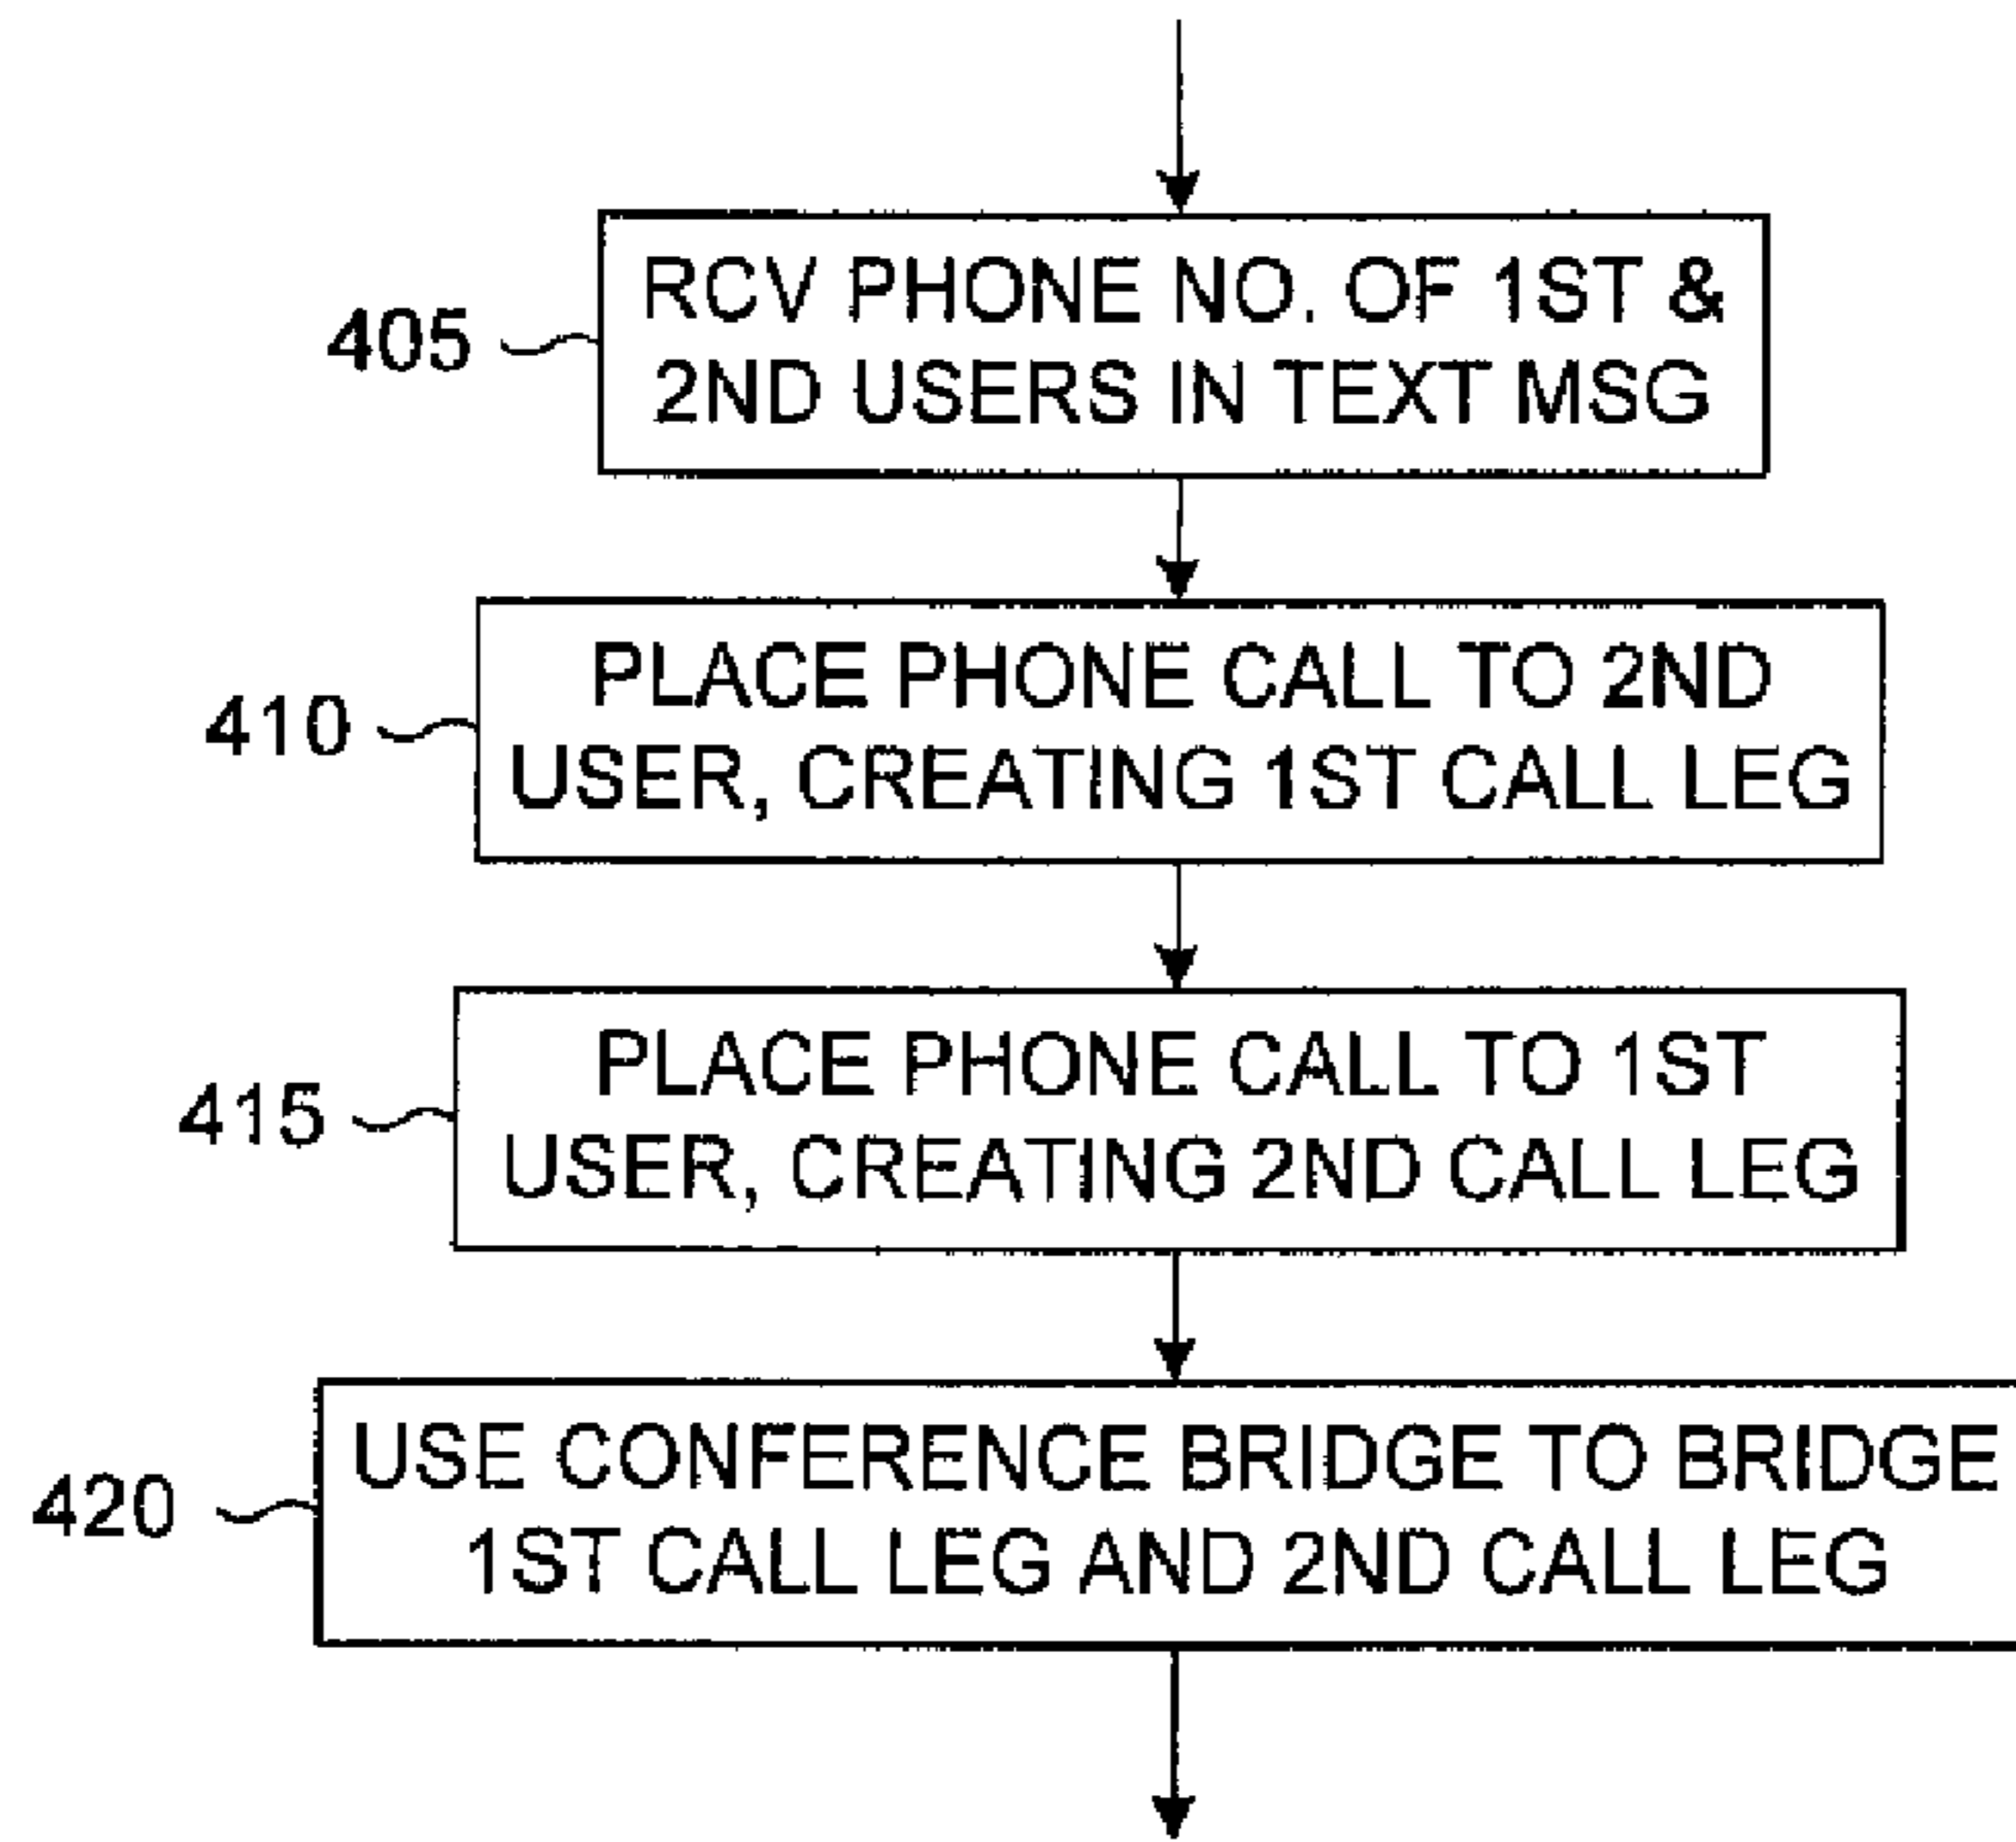 405
RCV PHONE NO. OF 1ST &
2ND USERS IN TEXT MSG
410
PLACE PHONE CALL TO 2ND
USER, CREATING 1ST CALL LEG
415
PLACE PHONE CALL TO 1ST
USER, CREATING 2ND CALL LEG
420
USE CONFERENCE BRIDGE TO BRIDGE
1ST CALL LEG AND 2ND CALL LEG